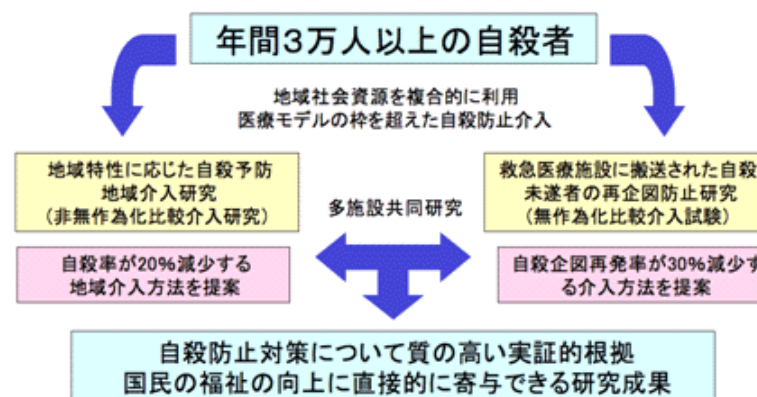 年間3万人以上の自殺者
地域社会資源を複合的に利用
医療モデルの枠を超えた自殺防止介入
地域特性に応じた自殺予防
地域介入研究
（非無作為化比較介入研究）
救急医療施設に搬送された自殺
未遂者の再企図防止研究
（無作為化比較介入試験）
多施設共同研究
自殺率が20%減少する
地域介入方法を提案
自殺企図再発率が30%減少す
る介入方法を提案
自殺防止対策について質の高い実証的根拠
国民の福祉の向上に直接的に寄与できる研究成果